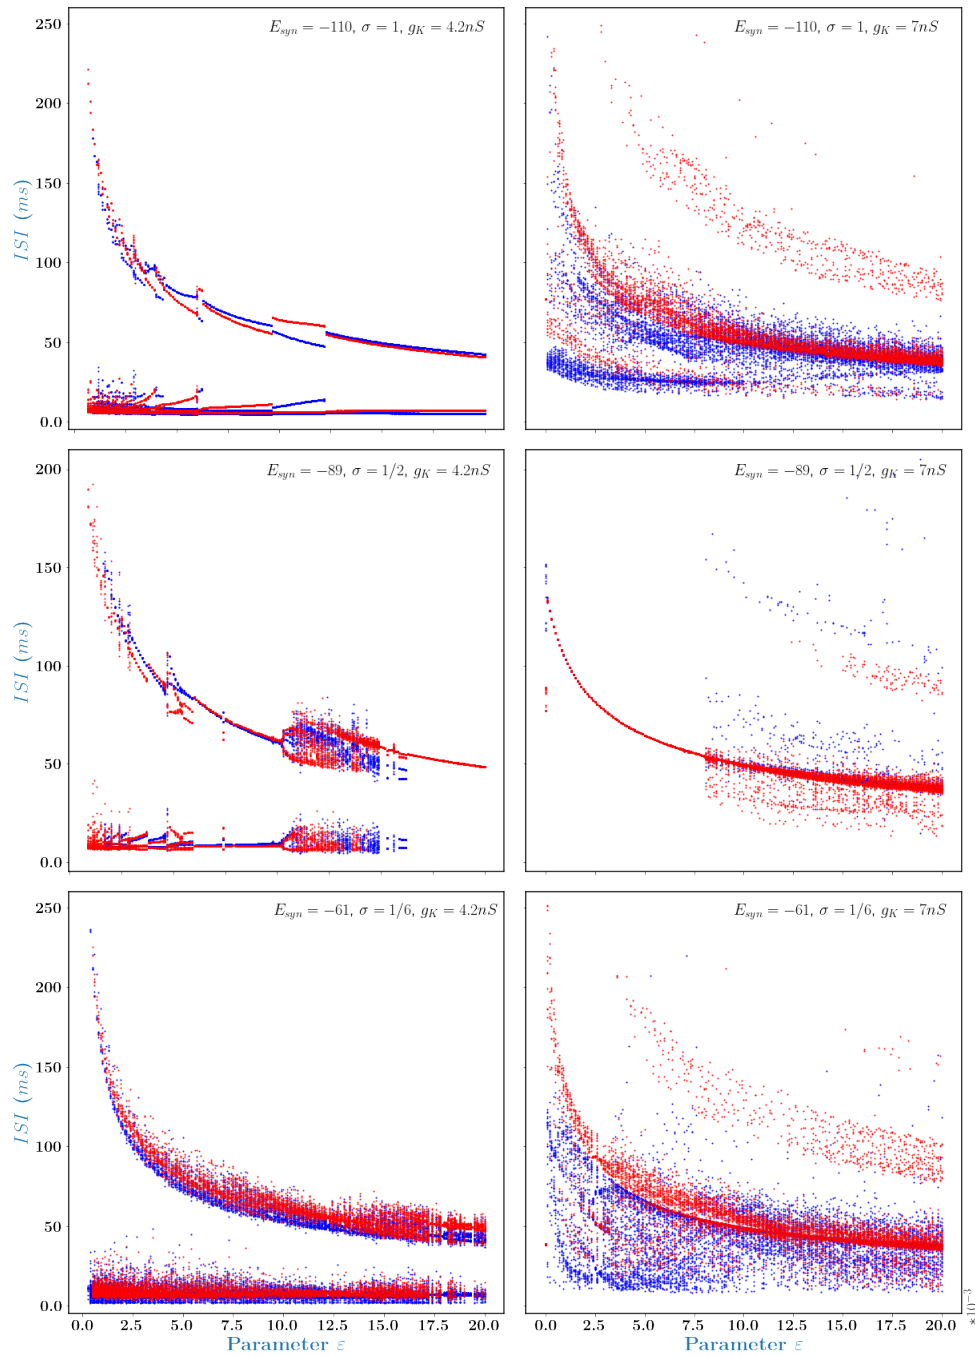 E_syn = −110, σ = 1, g_K = 4.2nS
E_syn = −110, σ = 1, g_K = 7nS
250
200
150
100
50
0.0
ISI (ms)
E_syn = −89, σ = 1/2, g_K = 4.2nS
E_syn = −89, σ = 1/2, g_K = 7nS
200
150
100
50
0.0
ISI (ms)
E_syn = −61, σ = 1/6, g_K = 4.2nS
E_syn = −61, σ = 1/6, g_K = 7nS
250
200
150
100
50
0.0
ISI (ms)
0.0 2.5 5.0 7.5 10.0 12.5 15.0 17.5 20.0
0.0 2.5 5.0 7.5 10.0 12.5 15.0 17.5 20.0
*10^−3
Parameter ε
Parameter ε